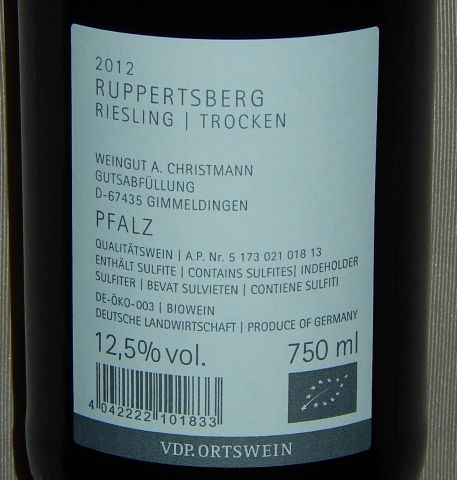 2012
RUPPERTSBERG
RIESLING | TROCKEN
WEINGUT A. CHRISTMANN
GUTSABFÜLLUNG
D-67435 GIMMELDINGEN
PFALZ
QUALITÄTSWEIN | A.P. Nr. 5 173 021 018 13
ENTHÄLT SULFITE | CONTAINS SULFITES| INDEHOLDER
SULFITER | BEVAT SULVIETEN | CONTIENE SULFITI
DE-ÖKO-003 | BIOWEIN
DEUTSCHE LANDWIRTSCHAFT | PRODUCE OF GERMANY
12,5% vol. 750 ml
4 042222 101833
VDP. ORTSWEIN